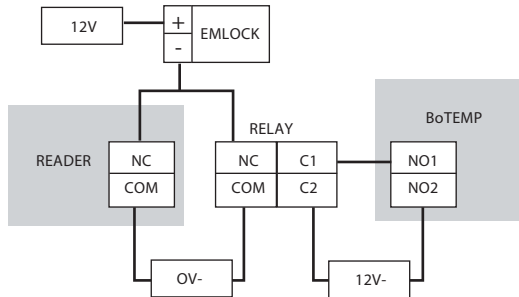 12V
+
-
EMLOCK
READER
NC
COM
RELAY
NC
C1
COM
C2
BoTEMP
NO1
NO2
OV-
12V-